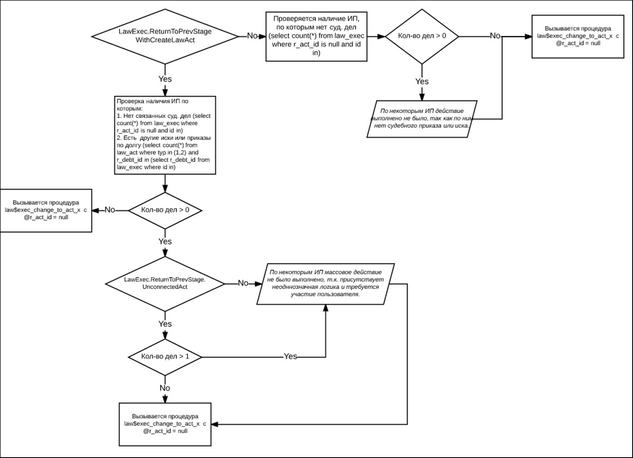 LawExec.ReturnToPrevStage
WithCreateLawAct
No
Проверяется наличие ИП,
по которым нет суд. дел
(select count(*) from law_exec
where r_act_id is null and id
in)
Кол-во дел > 0
No
Вызывается процедура
law$exec_change_to_act_x с
@r_act_id = null
Yes
Yes
По некоторым ИП действие
выполнено не было, так как по ним
нет судебного приказа или иска.
Проверка наличия ИП по
которым:
1. Нет связанных суд. дел (select
count(*) from law_exec where
r_act_id is null and id in)
2. Есть другие иски или приказы
по долгу (select count(*) from
law_act where typ in (1,2) and
r_debt_id in (select r_debt_id from
law_exec where id in)
Вызывается процедура
law$exec_change_to_act_x с
@r_act_id = null
No
Кол-во дел > 0
Yes
LawExec.ReturnToPrevStage.
UnconnectedAct
No
По некоторым ИП массовое действие
не было выполнено, т.к. присутствует
неоднозначная логика и требуется
участие пользователя.
Yes
Кол-во дел > 1
Yes
No
Вызывается процедура
law$exec_change_to_act_x с
@r_act_id = null